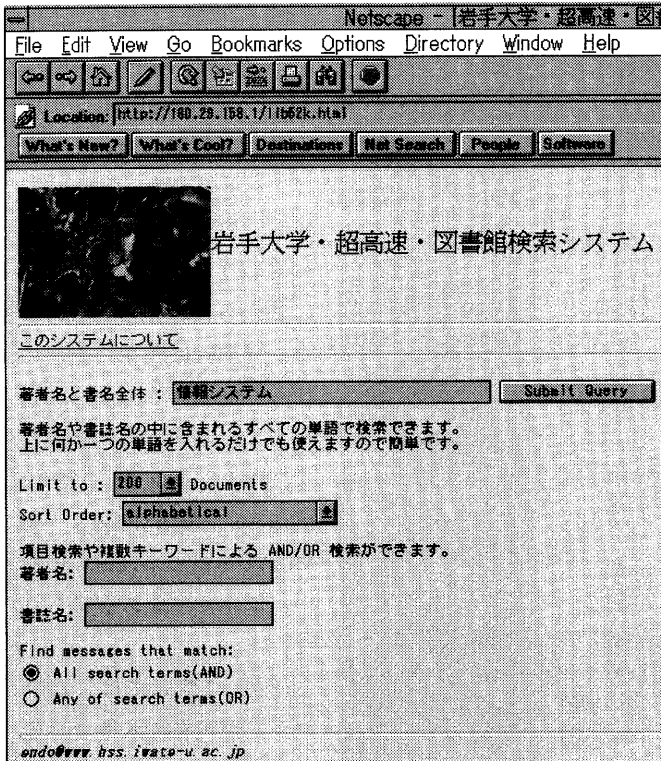 Netscape - [岩手大学・超高速・図書
File Edit View Go Bookmarks Options Directory Window Help
Location: http://160.29.158.1/lib62k.html
What's New? What's Cool? Destinations Net Search People Software
岩手大学・超高速・図書館検索システム
このシステムについて
著者名と書名全体 : 情報システム Submit Query
著者名や書誌名の中に含まれるすべての単語で検索できます。
上に何か一つの単語を入れるだけでも使えますので簡単です。
Limit to : 200 Documents
Sort Order: alphabetical
項目検索や複数キーワードによる AND/OR 検索ができます。
著者名:
書誌名:
Find messages that match:
All search terms(AND)
Any of search terms(OR)
endo@www.hss.iwate-u.ac.jp